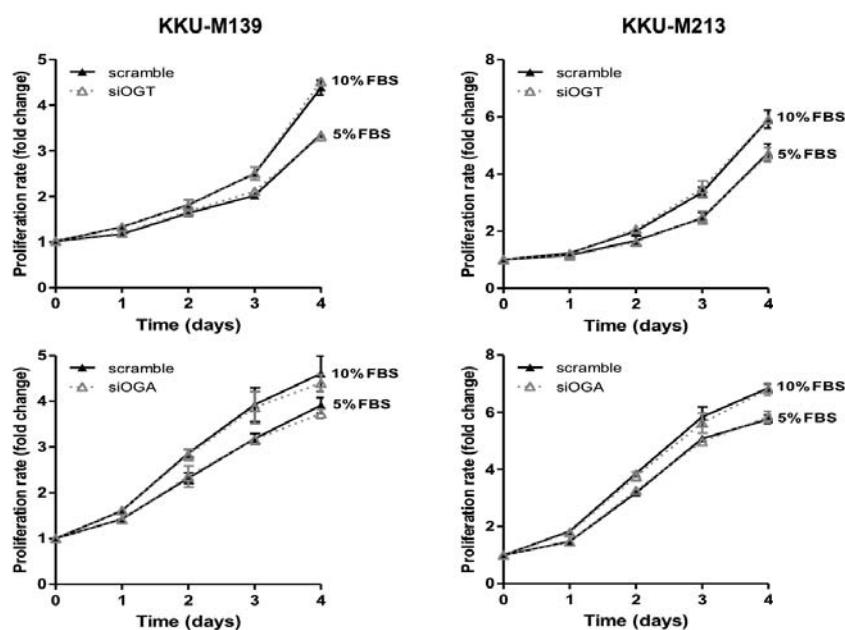 KKU-M139
KKU-M213
Proliferation rate (fold change)
5
4
3
2
1
0
scramble
siOGT
10% FBS
5% FBS
0 1 2 3 4
Time (days)
Proliferation rate (fold change)
8
6
4
2
0
scramble
siOGT
10% FBS
5% FBS
0 1 2 3 4
Time (days)
Proliferation rate (fold change)
5
4
3
2
1
0
scramble
siOGA
10% FBS
5% FBS
0 1 2 3 4
Time (days)
Proliferation rate (fold change)
8
6
4
2
0
scramble
siOGA
10% FBS
5% FBS
0 1 2 3 4
Time (days)